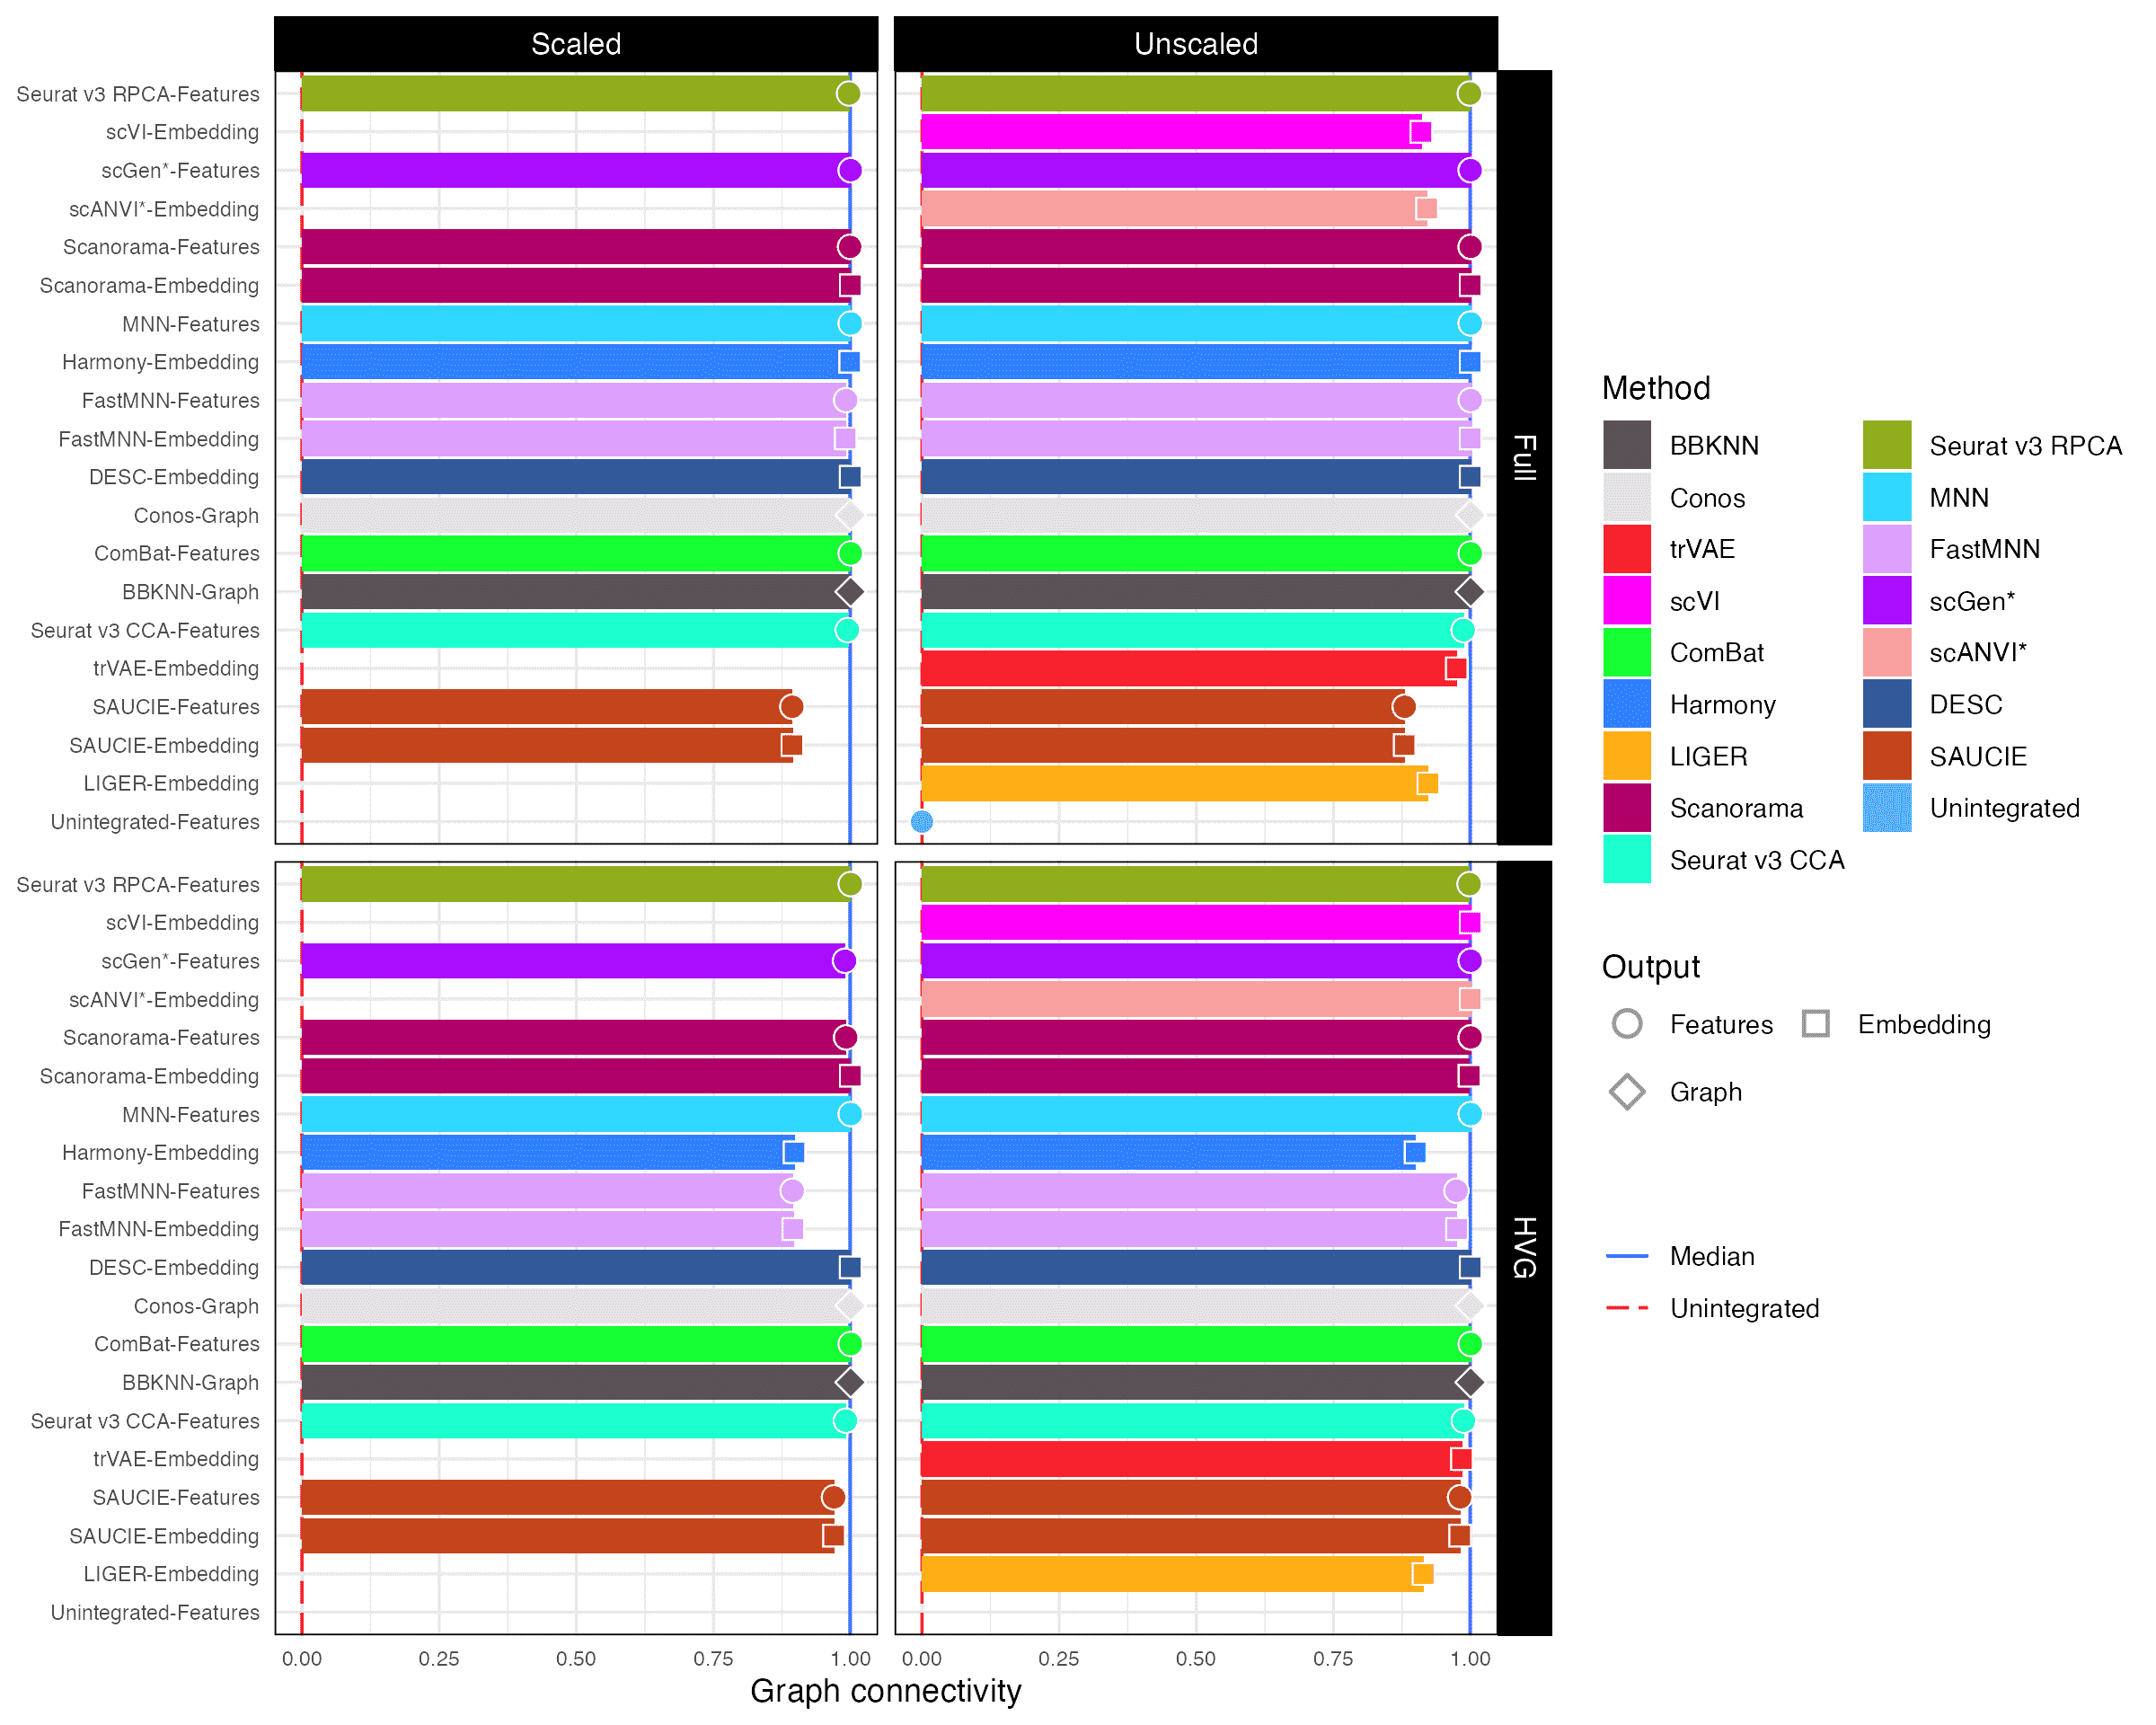 Scaled
Unscaled
Seurat v3 RPCA-Features
scVI-Embedding
scGen*-Features
scANVI*-Embedding
Scanorama-Features
Scanorama-Embedding
MNN-Features
Harmony-Embedding
FastMNN-Features
FastMNN-Embedding
DESC-Embedding
Conos-Graph
ComBat-Features
BBKNN-Graph
Seurat v3 CCA-Features
trVAE-Embedding
SAUCIE-Features
SAUCIE-Embedding
LIGER-Embedding
Unintegrated-Features
Full
Seurat v3 RPCA-Features
scVI-Embedding
scGen*-Features
scANVI*-Embedding
Scanorama-Features
Scanorama-Embedding
MNN-Features
Harmony-Embedding
FastMNN-Features
FastMNN-Embedding
DESC-Embedding
Conos-Graph
ComBat-Features
BBKNN-Graph
Seurat v3 CCA-Features
trVAE-Embedding
SAUCIE-Features
SAUCIE-Embedding
LIGER-Embedding
Unintegrated-Features
HVG
0.00 0.25 0.50 0.75 1.00
0.00 0.25 0.50 0.75 1.00
Graph connectivity
Method
BBKNN
Conos
trVAE
scVI
ComBat
Harmony
LIGER
Scanorama
Seurat v3 CCA
Seurat v3 RPCA
MNN
FastMNN
scGen*
scANVI*
DESC
SAUCIE
Unintegrated
Output
Features
Embedding
Graph
Median
Unintegrated